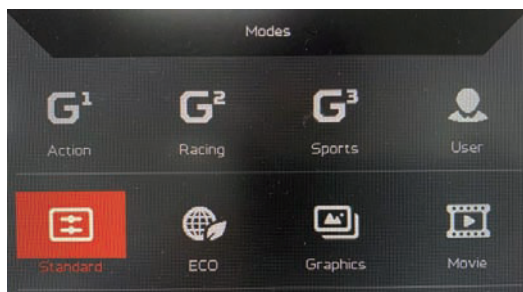 Modes
G¹ G² G³
Action Racing Sports User
Standard ECO Graphics Movie